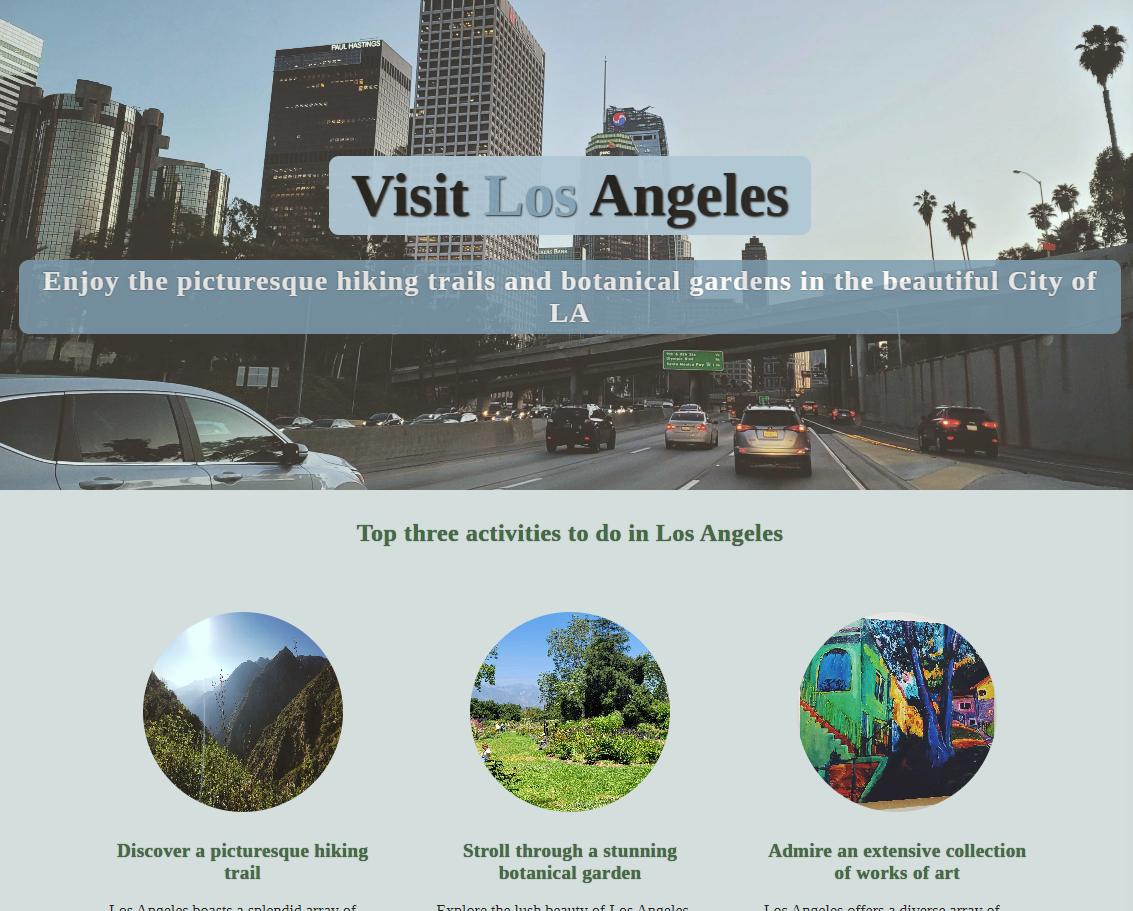 PAUL HASTINGS
pwc
Visit Los Angeles
Enjoy the picturesque hiking trails and botanical gardens in the beautiful City of
LA
Top three activities to do in Los Angeles
Discover a picturesque hiking
trail
Stroll through a stunning
botanical garden
Admire an extensive collection
of works of art
Los Angeles boasts a splendid array of
Explore the lush beauty of Los Angeles
Los Angeles offers a diverse array of